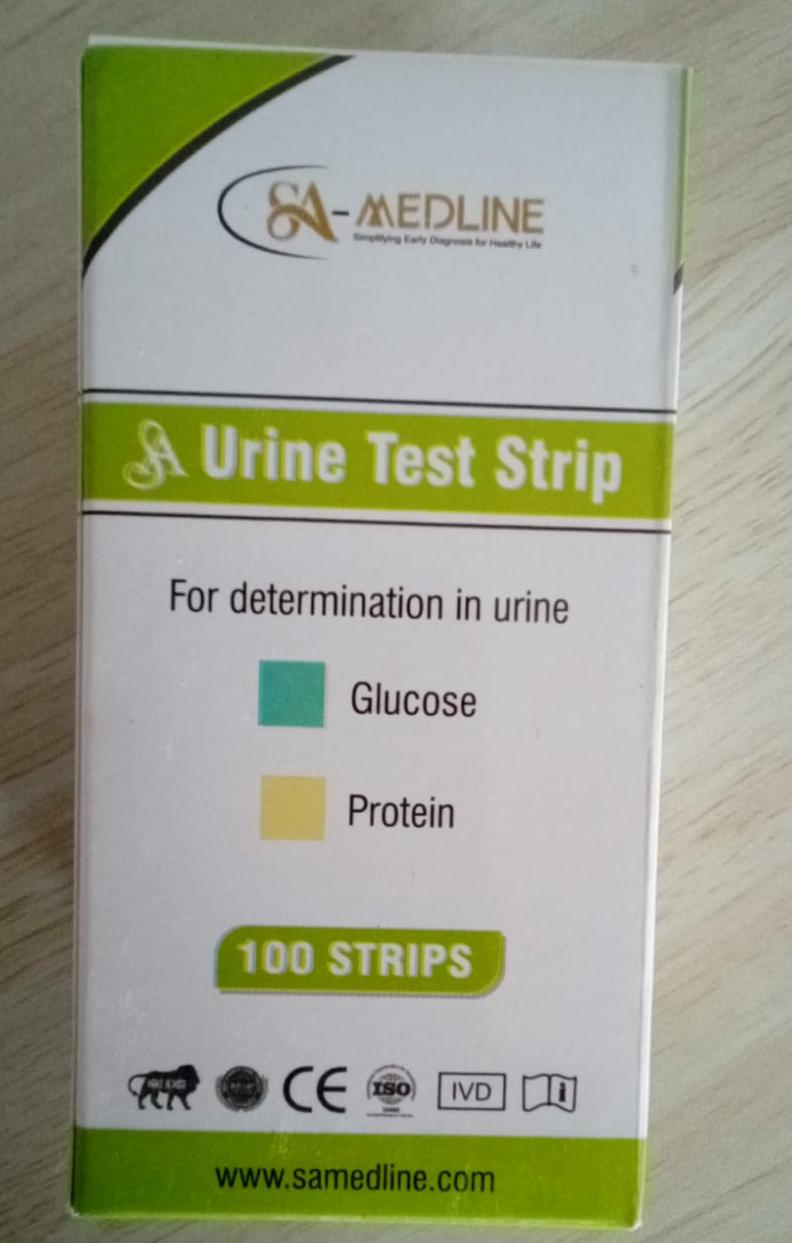 SA-MEDLINE
Simplifying Early Diagnosis for Healthy Life
SA Urine Test Strip
For determination in urine
Glucose
Protein
100 STRIPS
CE ISO IVD i
www.samedline.com